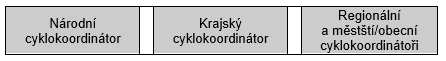 Národní
cyklokoordinátor
Krajský
cyklokoordinátor
Regionální
a městští/obecní
cyklokoordinátoři